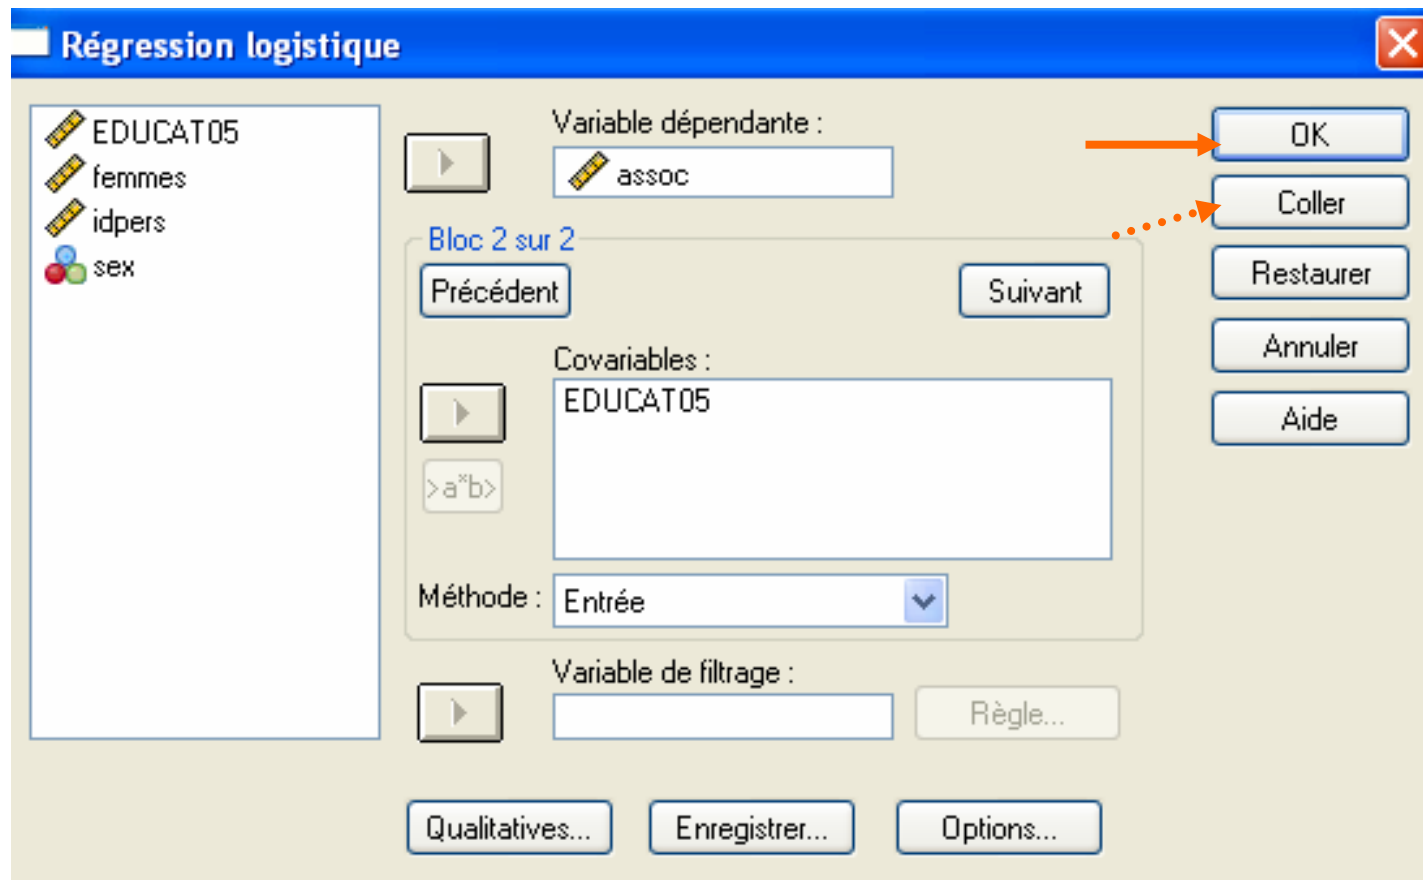 Régression logistique
EDUCAT05
femmes
idpers
sex
Variable dépendante :
assoc
Bloc 2 sur 2
Précédent
Suivant
Covariables :
EDUCAT05
>a*b>
Méthode :
Entrée
Variable de filtrage :
Règle...
Qualitatives...
Enregistrer...
Options...
OK
Coller
Restaurer
Annuler
Aide